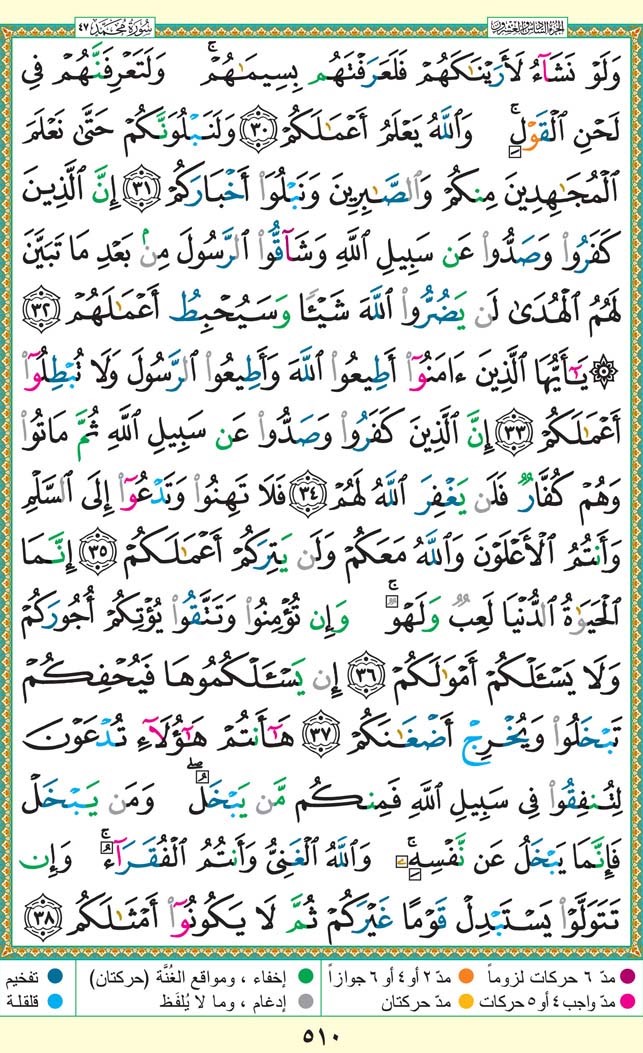 سُورَةُ مُحَمَّدٍ ٤٧
الجزء السادس والعشرون
وَلَوْ نَشَآءُ لَأَرَيْنَـٰكَهُمْ فَلَعَرَفْتَهُم بِسِيمَـٰهُمْ ۚ وَلَتَعْرِفَنَّهُمْ فِى
لَحْنِ ٱلْقَوْلِ ۚ وَٱللَّهُ يَعْلَمُ أَعْمَـٰلَكُمْ ٣٠ وَلَنَبْلُوَنَّكُمْ حَتَّىٰ نَعْلَمَ
ٱلْمُجَـٰهِدِينَ مِنكُمْ وَٱلصَّـٰبِرِينَ وَنَبْلُوَا۟ أَخْبَارَكُمْ ٣١ إِنَّ ٱلَّذِينَ
كَفَرُوا۟ وَصَدُّوا۟ عَن سَبِيلِ ٱللَّهِ وَشَآقُّوا۟ ٱلرَّسُولَ مِنۢ بَعْدِ مَا تَبَيَّنَ
لَهُمُ ٱلْهُدَىٰ لَن يَضُرُّوا۟ ٱللَّهَ شَيْـًٔا وَسَيُحْبِطُ أَعْمَـٰلَهُمْ ٣٢
۞ يَـٰٓأَيُّهَا ٱلَّذِينَ ءَامَنُوٓا۟ أَطِيعُوا۟ ٱللَّهَ وَأَطِيعُوا۟ ٱلرَّسُولَ وَلَا تُبْطِلُوٓا۟
أَعْمَـٰلَكُمْ ٣٣ إِنَّ ٱلَّذِينَ كَفَرُوا۟ وَصَدُّوا۟ عَن سَبِيلِ ٱللَّهِ ثُمَّ مَاتُوا۟
وَهُمْ كُفَّارٌ فَلَن يَغْفِرَ ٱللَّهُ لَهُمْ ٣٤ فَلَا تَهِنُوا۟ وَتَدْعُوٓا۟ إِلَى ٱلسَّلْمِ
وَأَنتُمُ ٱلْأَعْلَوْنَ وَٱللَّهُ مَعَكُمْ وَلَن يَتِرَكُمْ أَعْمَـٰلَكُمْ ٣٥ إِنَّمَا
ٱلْحَيَوٰةُ ٱلدُّنْيَا لَعِبٌ وَلَهْوٌ ۚ وَإِن تُؤْمِنُوا۟ وَتَتَّقُوا۟ يُؤْتِكُمْ أُجُورَكُمْ
وَلَا يَسْـَٔلْكُمْ أَمْوَٰلَكُمْ ٣٦ إِن يَسْـَٔلْكُمُوهَا فَيُحْفِكُمْ
تَبْخَلُوا۟ وَيُخْرِجْ أَضْغَـٰنَكُمْ ٣٧ هَـٰٓأَنتُمْ هَـٰٓؤُلَآءِ تُدْعَوْنَ
لِتُنفِقُوا۟ فِى سَبِيلِ ٱللَّهِ فَمِنكُم مَّن يَبْخَلُ ۖ وَمَن يَبْخَلْ
فَإِنَّمَا يَبْخَلُ عَن نَّفْسِهِۦ ۚ وَٱللَّهُ ٱلْغَنِىُّ وَأَنتُمُ ٱلْفُقَرَآءُ ۚ وَإِن
تَتَوَلَّوْا۟ يَسْتَبْدِلْ قَوْمًا غَيْرَكُمْ ثُمَّ لَا يَكُونُوٓا۟ أَمْثَـٰلَكُم ٣٨
مدّ ٦ حركات لزوماً مدّ ٢ أو ٤ أو ٦ جوازاً إخفاء ، ومواقع الغُنَّة (حركتان) تفخيم
مدّ واجب ٤ أو ٥ حركات مدّ حركتان إدغام ، وما لا يُلفَظ قلقلة
٥١٠